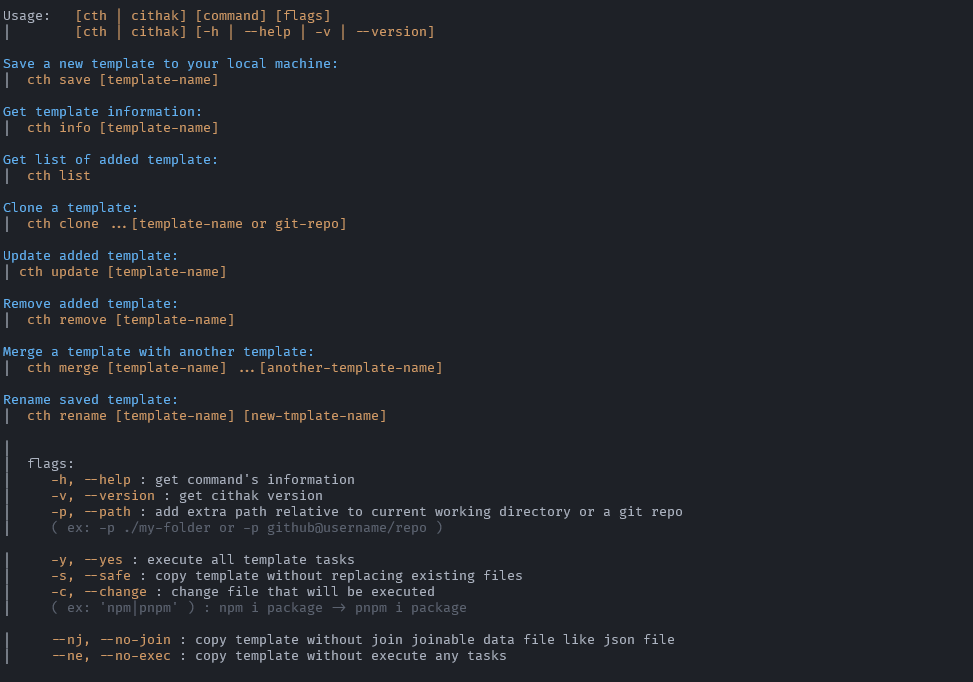 Usage:   [cth | cithak] [command] [flags]
|        [cth | cithak] [-h | --help | -v | --version]
Save a new template to your local machine:
|  cth save [template-name]
Get template information:
|  cth info [template-name]
Get list of added template:
|  cth list
Clone a template:
|  cth clone ...[template-name or git-repo]
Update added template:
| cth update [template-name]
Remove added template:
|  cth remove [template-name]
Merge a template with another template:
|  cth merge [template-name] ...[another-template-name]
Rename saved template:
|  cth rename [template-name] [new-tmplate-name]
|
|  flags:
|     -h, --help : get command's information
|     -v, --version : get cithak version
|     -p, --path : add extra path relative to current working directory or a git repo
|     ( ex: -p ./my-folder or -p github@username/repo )
|     -y, --yes : execute all template tasks
|     -s, --safe : copy template without replacing existing files
|     -c, --change : change file that will be executed
|     ( ex: 'npm|pnpm' ) : npm i package -> pnpm i package
|     --nj, --no-join : copy template without join joinable data file like json file
|     --ne, --no-exec : copy template without execute any tasks